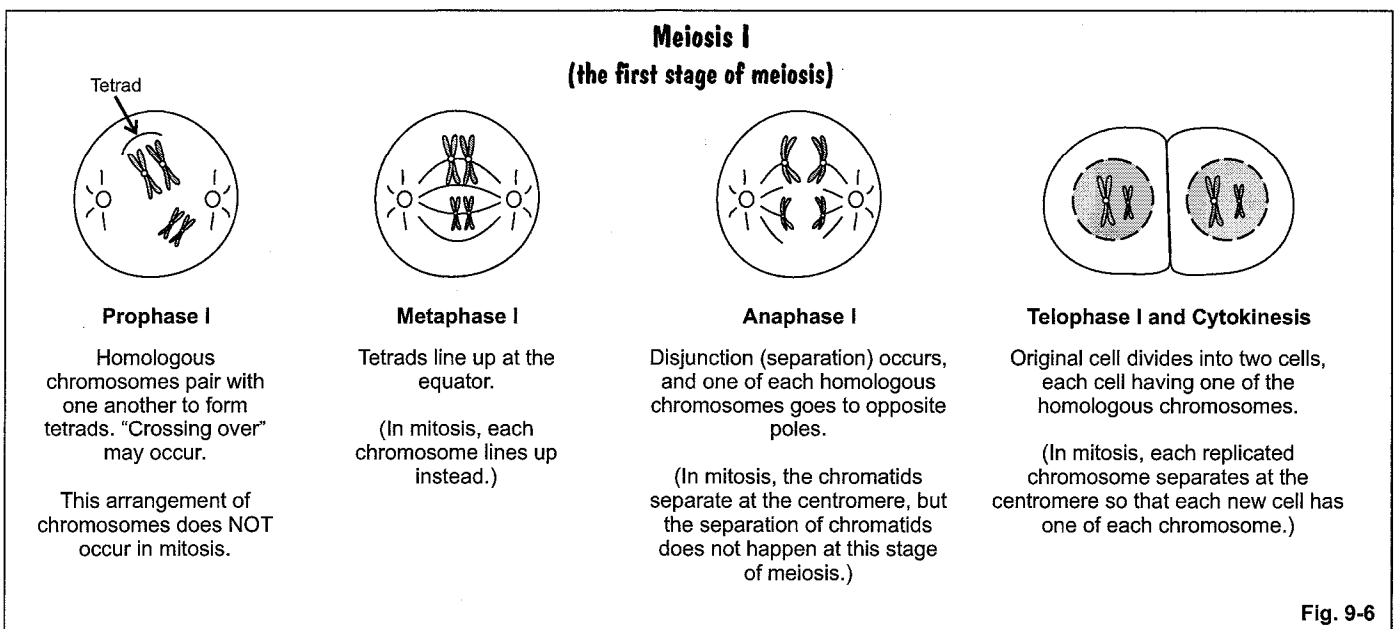 Meiosis I
(the first stage of meiosis)
Tetrad
Prophase I
Homologous
chromosomes pair with
one another to form
tetrads. “Crossing over”
may occur.
This arrangement of
chromosomes does NOT
occur in mitosis.
Metaphase I
Tetrads line up at the
equator.
(In mitosis, each
chromosome lines up
instead.)
Anaphase I
Disjunction (separation) occurs,
and one of each homologous
chromosomes goes to opposite
poles.
(In mitosis, the chromatids
separate at the centromere, but
the separation of chromatids
does not happen at this stage
of meiosis.)
Telophase I and Cytokinesis
Original cell divides into two cells,
each cell having one of the
homologous chromosomes.
(In mitosis, each replicated
chromosome separates at the
centromere so that each new cell has
one of each chromosome.)
Fig. 9-6